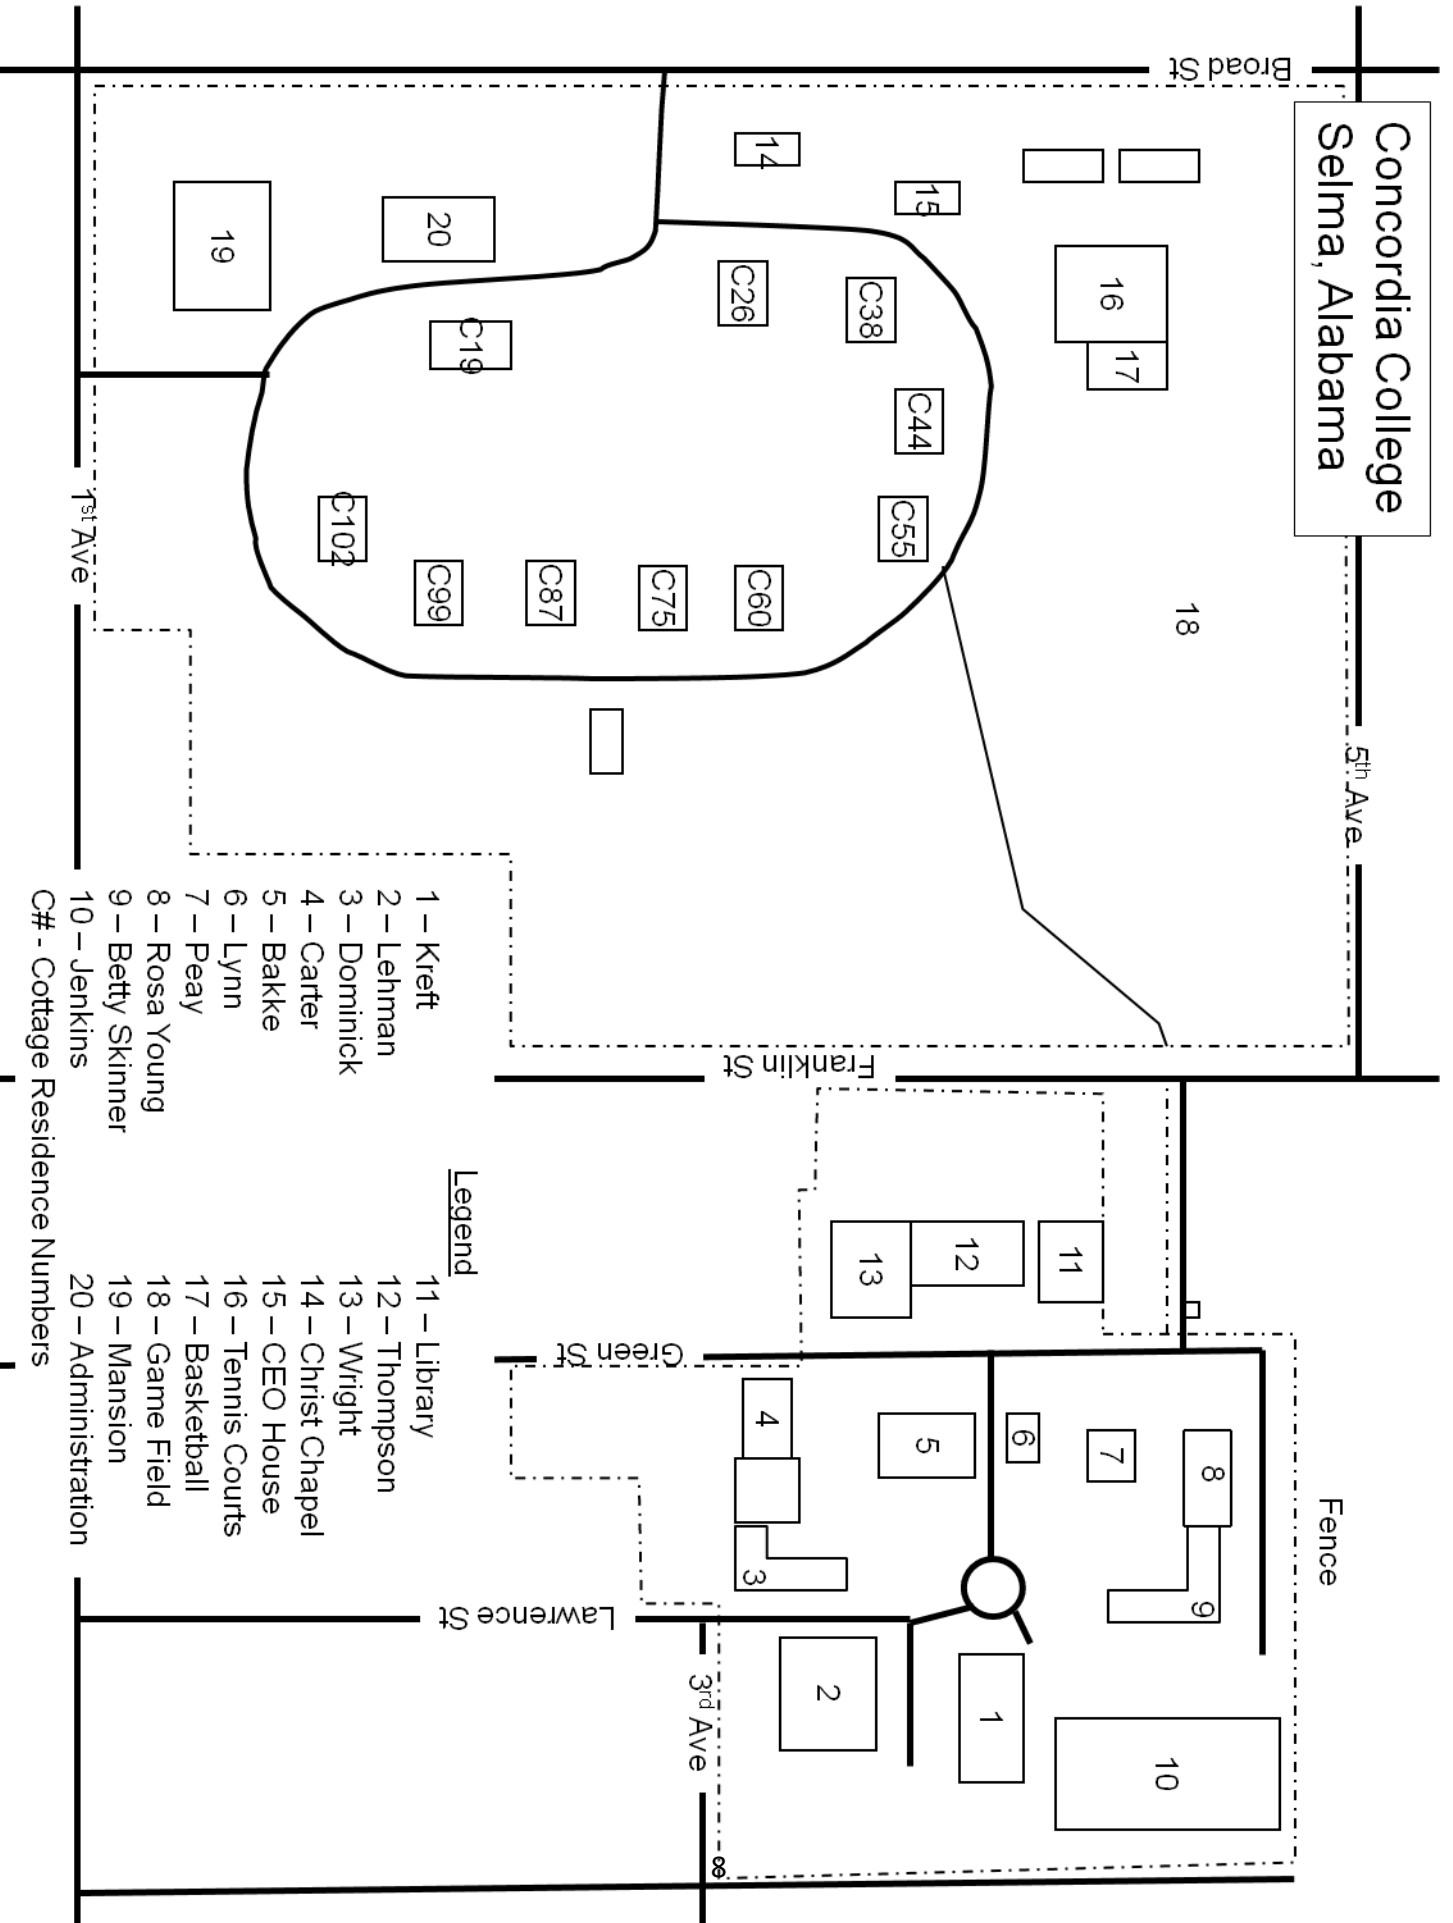 Concordia College
Selma, Alabama
Broad St
5th Ave
1st Ave
Franklin St
Green St
Lawrence St
3rd Ave
Fence
14
15
16
17
18
19
20
C19
C26
C38
C44
C55
C60
C75
C87
C99
C102
11
12
13
4
5
6
7
8
9
3
2
1
10
8
Legend
1 – Kreft
2 – Lehman
3 – Dominick
4 – Carter
5 – Bakke
6 – Lynn
7 – Peay
8 – Rosa Young
9 – Betty Skinner
10 – Jenkins
C# - Cottage Residence Numbers
11 – Library
12 – Thompson
13 – Wright
14 – Christ Chapel
15 – CEO House
16 – Tennis Courts
17 – Basketball
18 – Game Field
19 – Mansion
20 – Administration